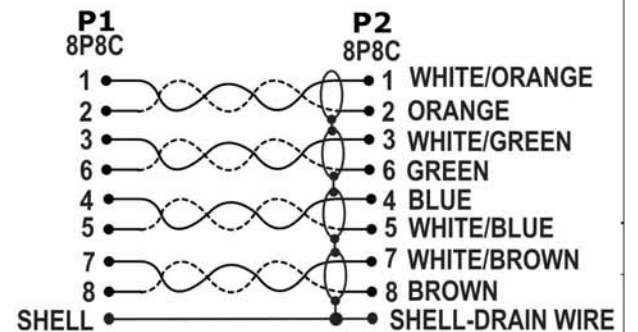 P1 P2
8P8C 8P8C
1 1 WHITE/ORANGE
2 2 ORANGE
3 3 WHITE/GREEN
6 6 GREEN
4 4 BLUE
5 5 WHITE/BLUE
7 7 WHITE/BROWN
8 8 BROWN
SHELL SHELL-DRAIN WIRE